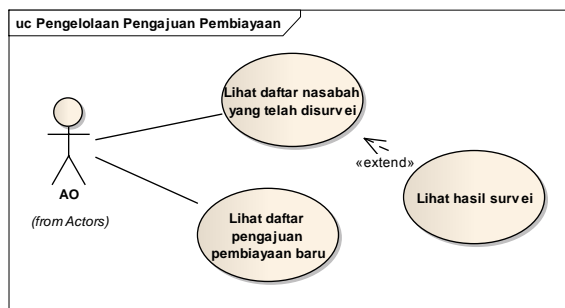 uc Pengelolaan Pengajuan Pembiayaan
Lihat daftar nasabah
yang telah disurvei
«extend»
Lihat hasil survei
AO
(from Actors)
Lihat daftar
pengajuan
pembiayaan baru